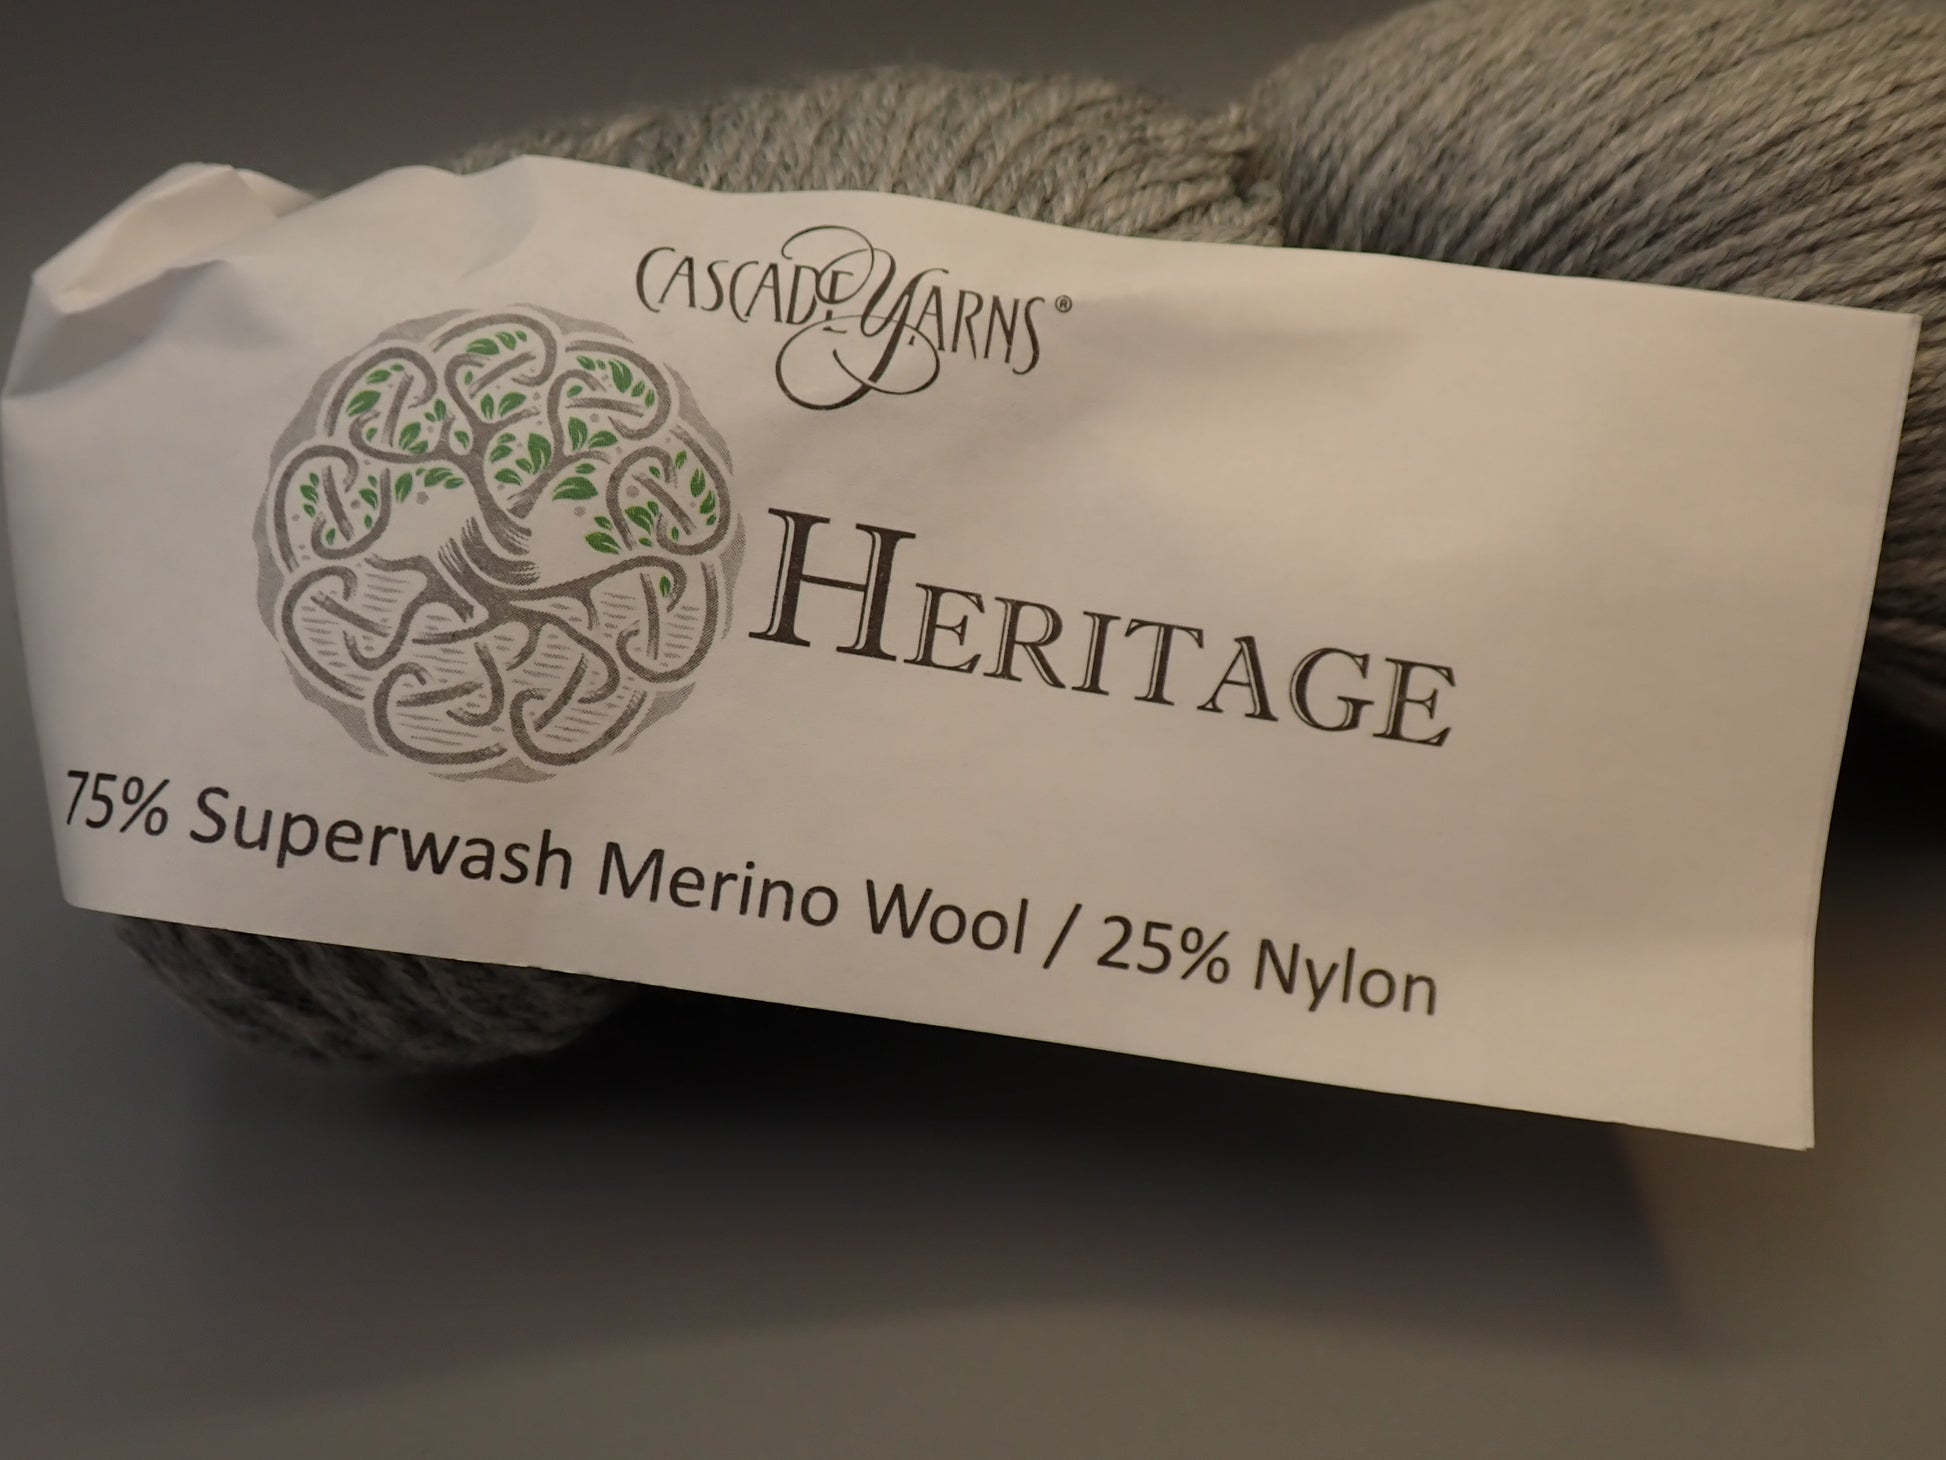 CASCADE YARNS®
HERITAGE
75% Superwash Merino Wool / 25% Nylon